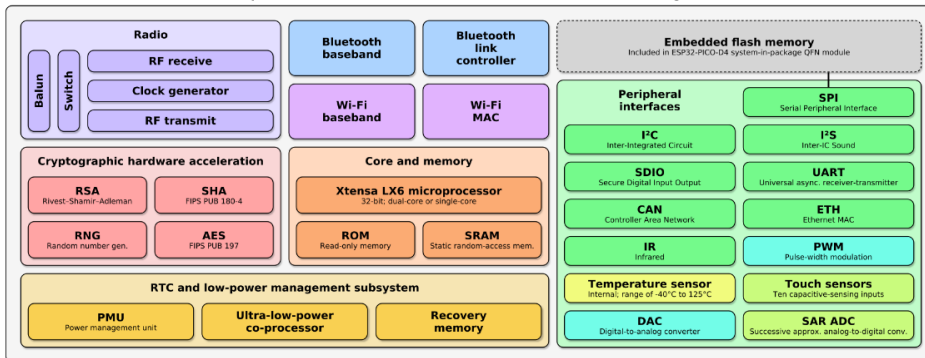 Radio
Balun
Switch
RF receive
Clock generator
RF transmit
Bluetooth
baseband
Bluetooth
link
controller
Wi-Fi
baseband
Wi-Fi
MAC
Embedded flash memory
Included in ESP32-PICO-D4 system-in-package QFN module
Cryptographic hardware acceleration
RSA
Rivest–Shamir–Adleman
SHA
FIPS PUB 180-4
RNG
Random number gen.
AES
FIPS PUB 197
Core and memory
Xtensa LX6 microprocessor
32-bit; dual-core or single-core
ROM
Read-only memory
SRAM
Static random-access mem.
RTC and low-power management subsystem
PMU
Power management unit
Ultra-low-power
co-processor
Recovery
memory
Peripheral
interfaces
SPI
Serial Peripheral Interface
I²C
Inter-Integrated Circuit
I²S
Inter-IC Sound
SDIO
Secure Digital Input Output
UART
Universal async. receiver-transmitter
CAN
Controller Area Network
ETH
Ethernet MAC
IR
Infrared
PWM
Pulse-width modulation
Temperature sensor
Internal; range of -40°C to 125°C
Touch sensors
Ten capacitive-sensing inputs
DAC
Digital-to-analog converter
SAR ADC
Successive approx. analog-to-digital conv.